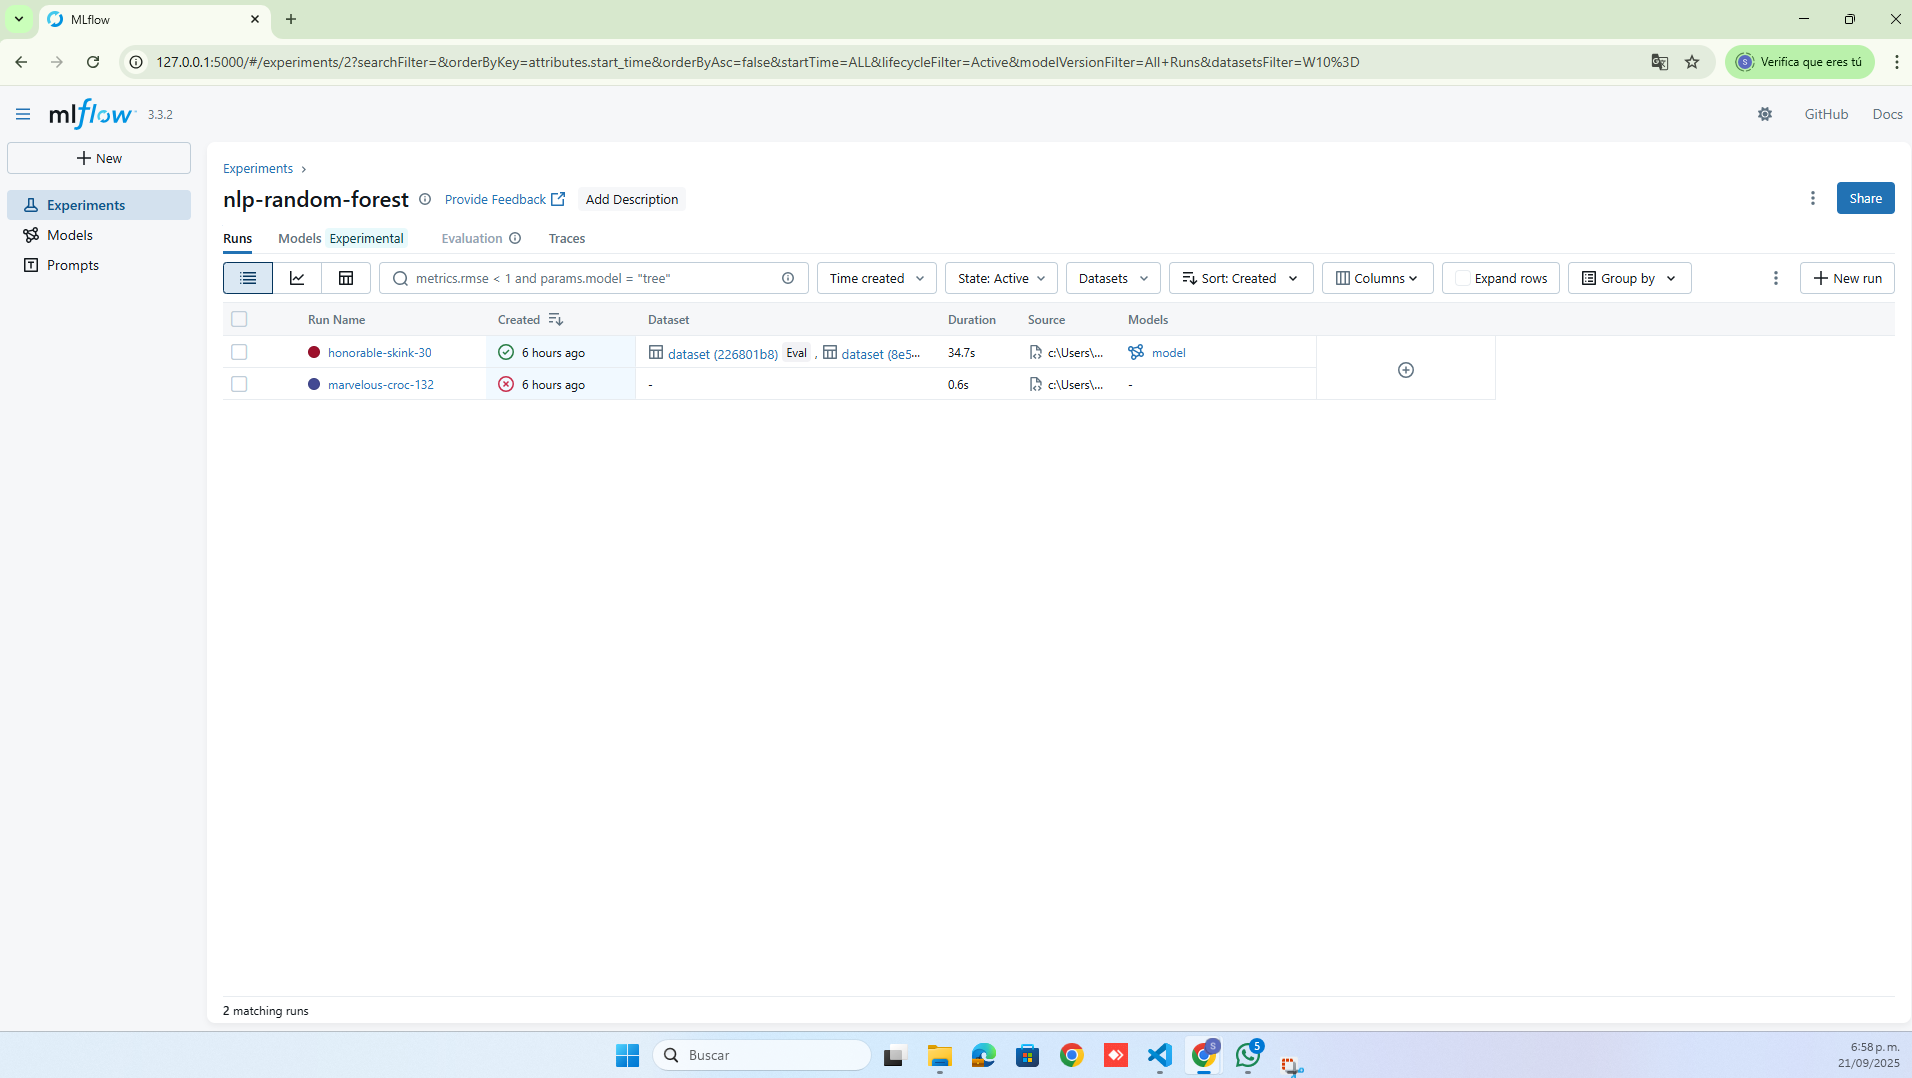 MLflow
127.0.0.1:5000/#/experiments/2?searchFilter=&orderByKey=attributes.start_time&orderByAsc=false&startTime=ALL&lifecycleFilter=Active&modelVersionFilter=All+Runs&datasetsFilter=W10%3D
S Verifica que eres tú
mlflow 3.3.2
GitHub Docs
New
Experiments
Models
Prompts
Experiments ›
nlp-random-forest Provide Feedback Add Description
Share
Runs Models Experimental Evaluation Traces
metrics.rmse < 1 and params.model = "tree" Time created State: Active Datasets Sort: Created Columns Expand rows Group by New run
Run Name Created Dataset Duration Source Models
honorable-skink-30 6 hours ago dataset (226801b8) Eval , dataset (8e5... 34.7s c:\Users\... model
marvelous-croc-132 6 hours ago - 0.6s c:\Users\... -
2 matching runs
Buscar
S
5
6:58 p. m.
21/09/2025